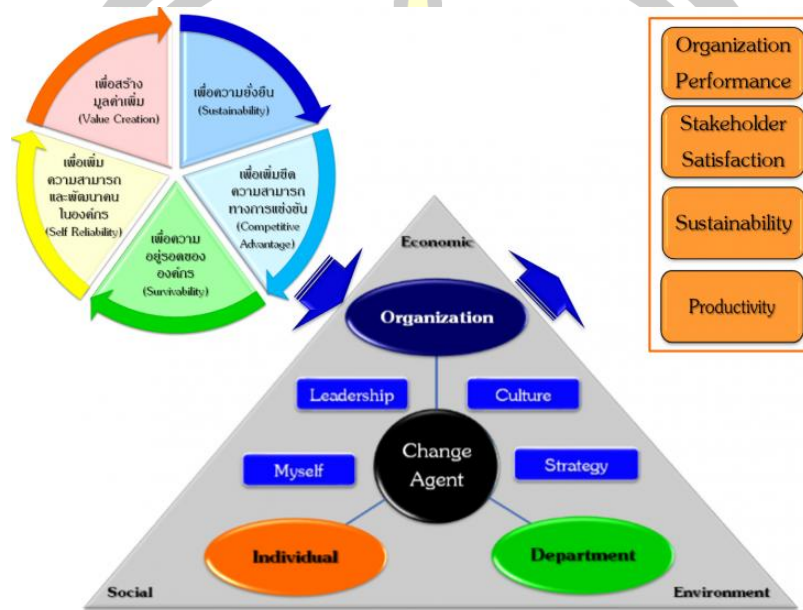 เพื่อสร้าง
มูลค่าเพิ่ม
(Value Creation)
เพื่อความยั่งยืน
(Sustainability)
เพื่อเพิ่ม
ความสามารถ
และพัฒนาคน
ในองค์กร
(Self Reliability)
เพื่อเพิ่มขีด
ความสามารถ
ทางการแข่งขัน
(Competitive
Advantage)
เพื่อความ
อยู่รอดของ
องค์กร
(Survivability)
Organization
Performance
Stakeholder
Satisfaction
Sustainability
Productivity
Economic
Organization
Leadership
Culture
Change
Agent
Myself
Strategy
Individual
Department
Social
Environment